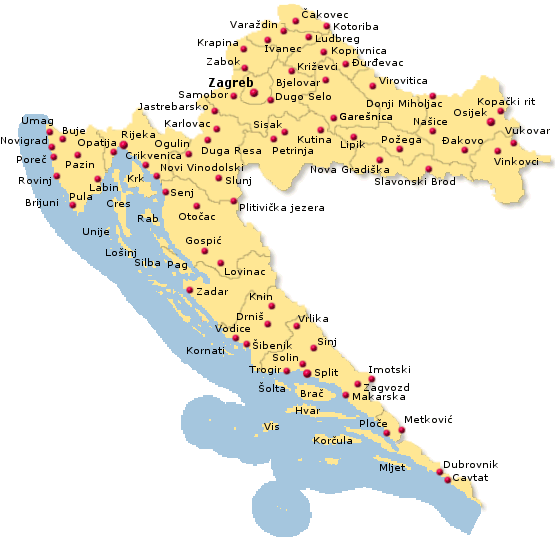 Čakovec
Varaždin
Kotoriba
Ludbreg
Krapina
Ivanec
Koprivnica
Zabok
Križevci
Đurđevac
Zagreb
Bjelovar
Virovitica
Samobor
Dugo Selo
Donji Miholjac
Kopački rit
Jastrebarsko
Garešnica
Našice
Osijek
Umag
Karlovac
Sisak
Vukovar
Buje
Rijeka
Novigrad
Opatija
Ogulin
Kutina
Lipik
Požega
Đakovo
Duga Resa
Petrinja
Vinkovci
Poreč
Pazin
Crikvenica
Novi Vinodolski
Nova Gradiška
Rovinj
Labin
Krk
Slunj
Slavonski Brod
Pula
Senj
Brijuni
Cres
Plitivička jezera
Otočac
Rab
Unije
Gospić
Lošinj
Silba
Pag
Lovinac
Zadar
Knin
Drniš
Vrlika
Vodice
Šibenik
Sinj
Kornati
Solin
Trogir
Split
Imotski
Šolta
Zagvozd
Brač
Makarska
Hvar
Ploče
Metković
Vis
Korčula
Mljet
Dubrovnik
Cavtat